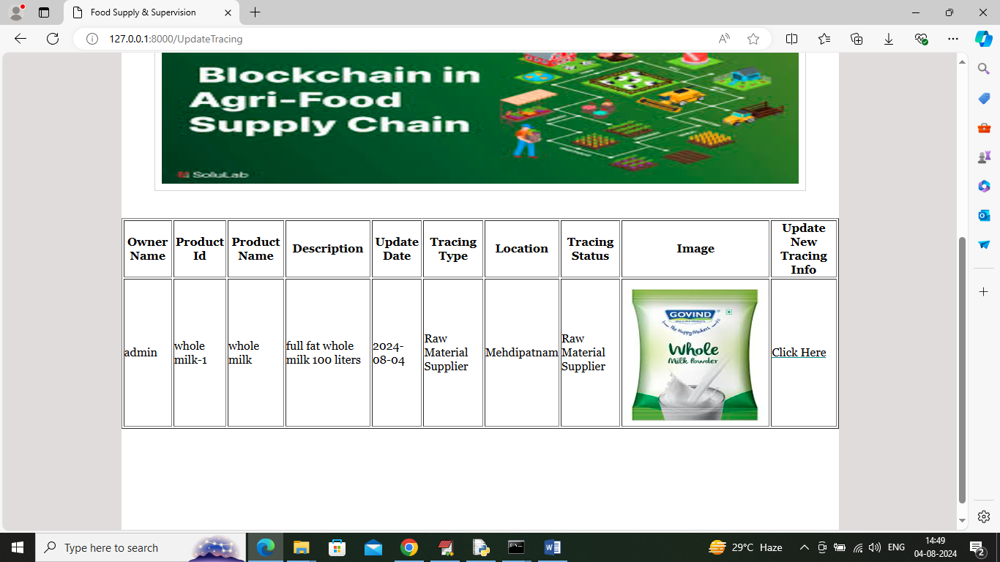 Food Supply & Supervision
127.0.0.1:8000/UpdateTracing
Blockchain in
Agri-Food
Supply Chain
SoluLab
Owner
Name
Product
Id
Product
Name
Description
Update
Date
Tracing
Type
Location
Tracing
Status
Image
Update
New
Tracing
Info
admin
whole
milk-1
whole
milk
full fat whole
milk 100 liters
2024-
08-04
Raw
Material
Supplier
Mehdipatnam
Raw
Material
Supplier
GOVIND
The Happy Makers
Whole
Milk Powder
Click Here
Type here to search
29°C Haze
ENG
14:49
04-08-2024
2